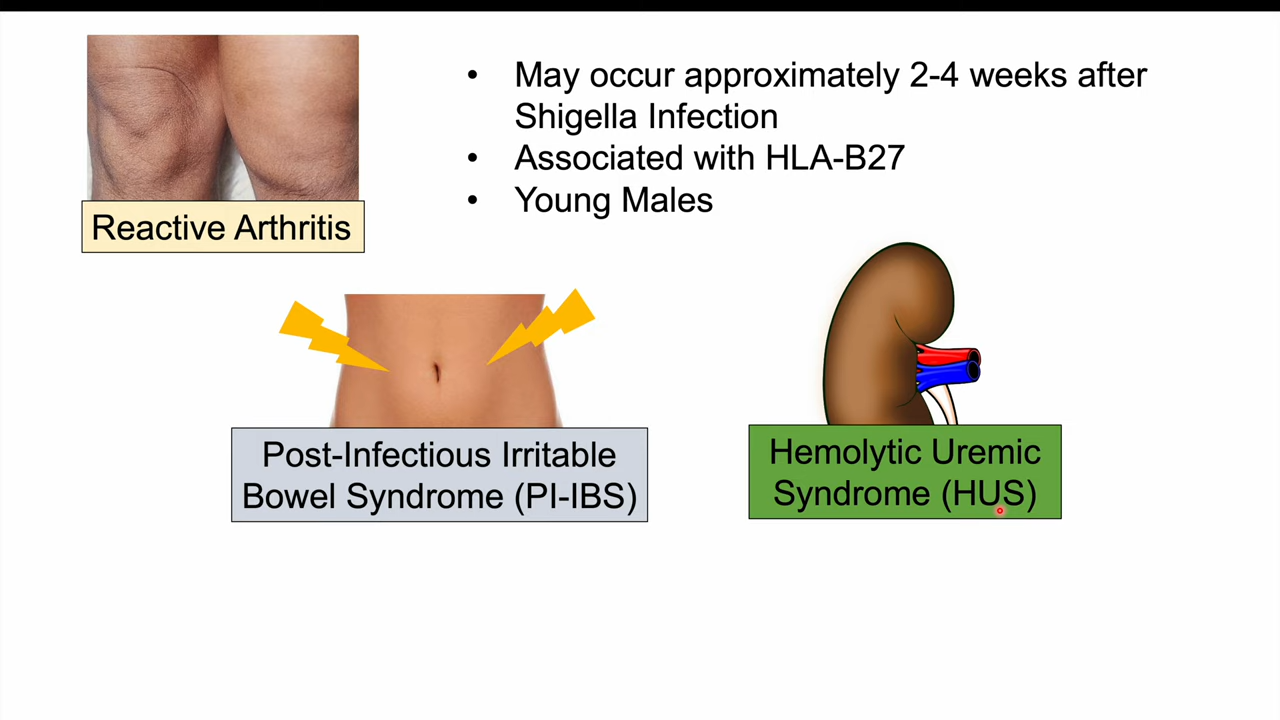 • May occur approximately 2-4 weeks after
Shigella Infection
• Associated with HLA-B27
• Young Males
Reactive Arthritis
Post-Infectious Irritable
Bowel Syndrome (PI-IBS)
Hemolytic Uremic
Syndrome (HUS)